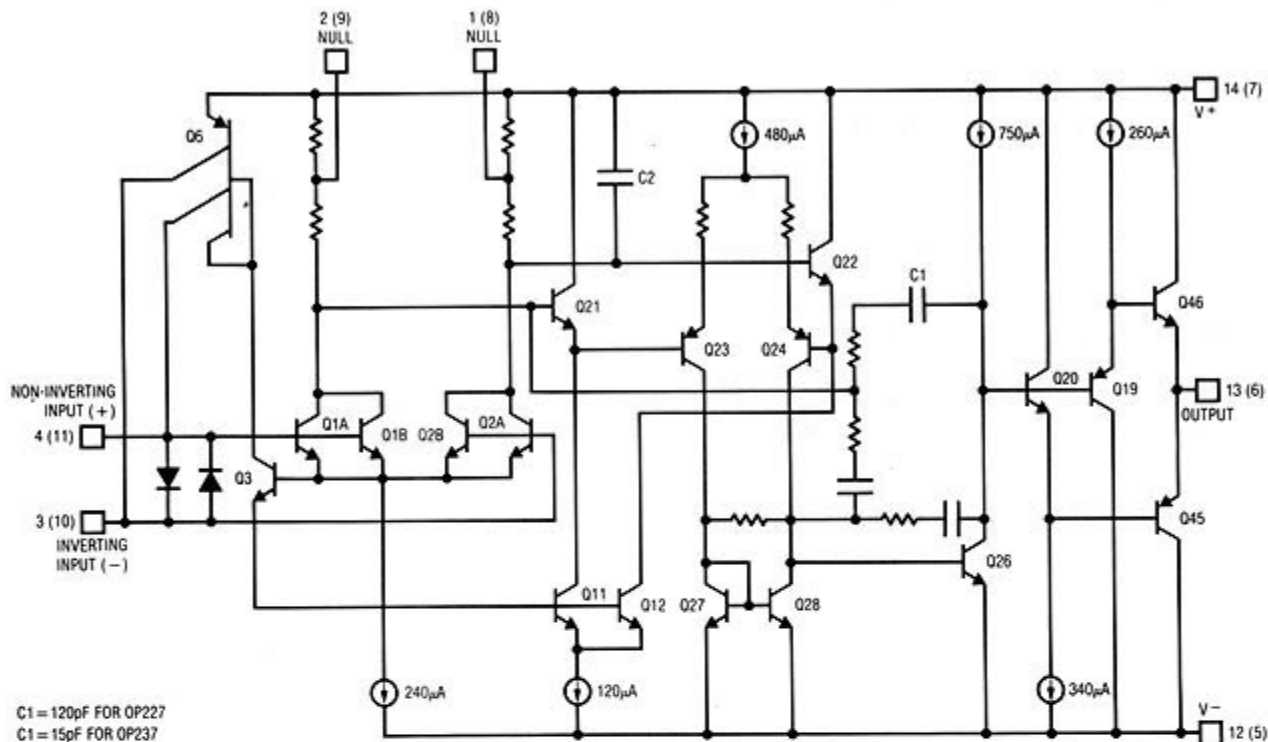 2 (9)
NULL
1 (8)
NULL
14 (7)
V+
Q6
*
480μA
750μA
260μA
C2
Q22
C1
Q21
Q46
Q23
Q24
Q20
Q19
13 (6)
OUTPUT
NON-INVERTING
INPUT (+)
4 (11)
Q1A
Q1B
Q2B
Q2A
Q3
3 (10)
INVERTING
INPUT (−)
Q45
Q26
Q11
Q12
Q27
Q28
240μA
120μA
340μA
V−
12 (5)
C1 = 120pF FOR OP227
C1 = 15pF FOR OP237